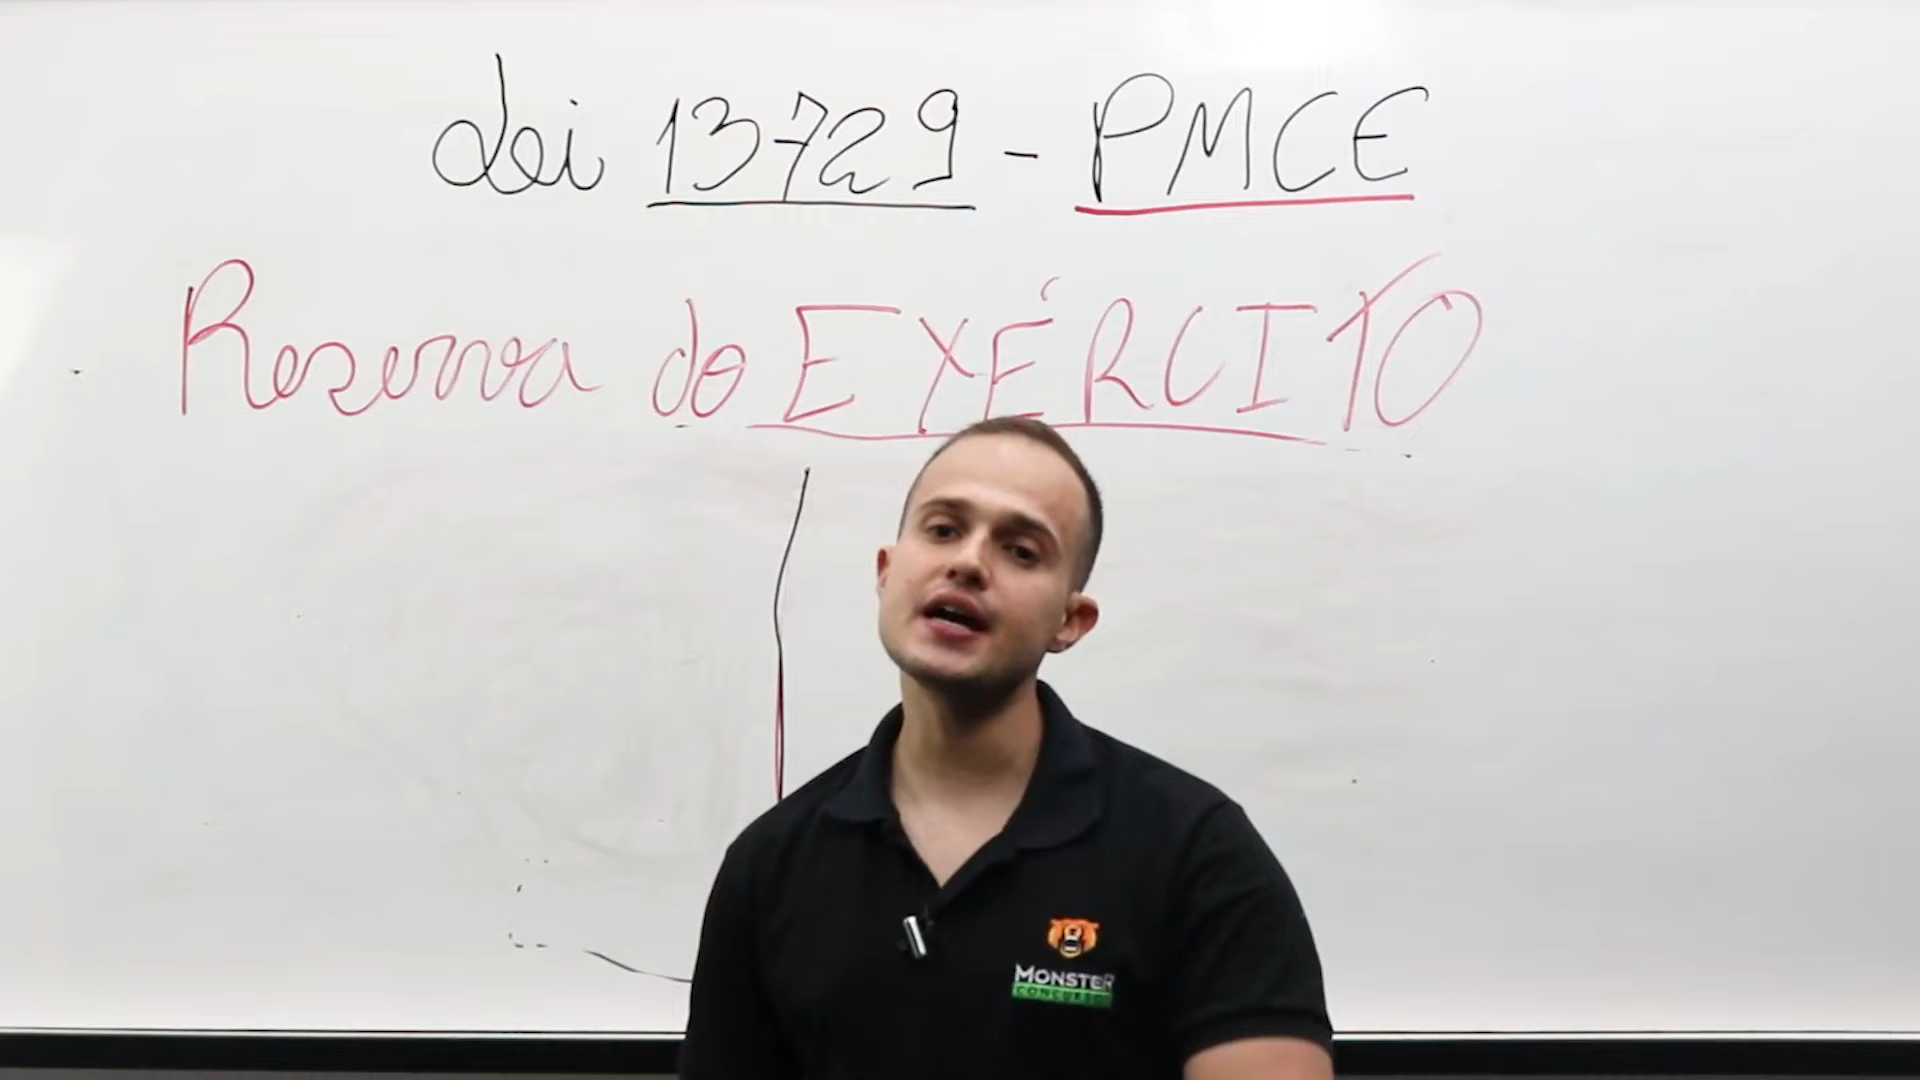 Lei 13729 - PMCE
Reserva do EXÉRCITO
MONSTER
CONCURSOS